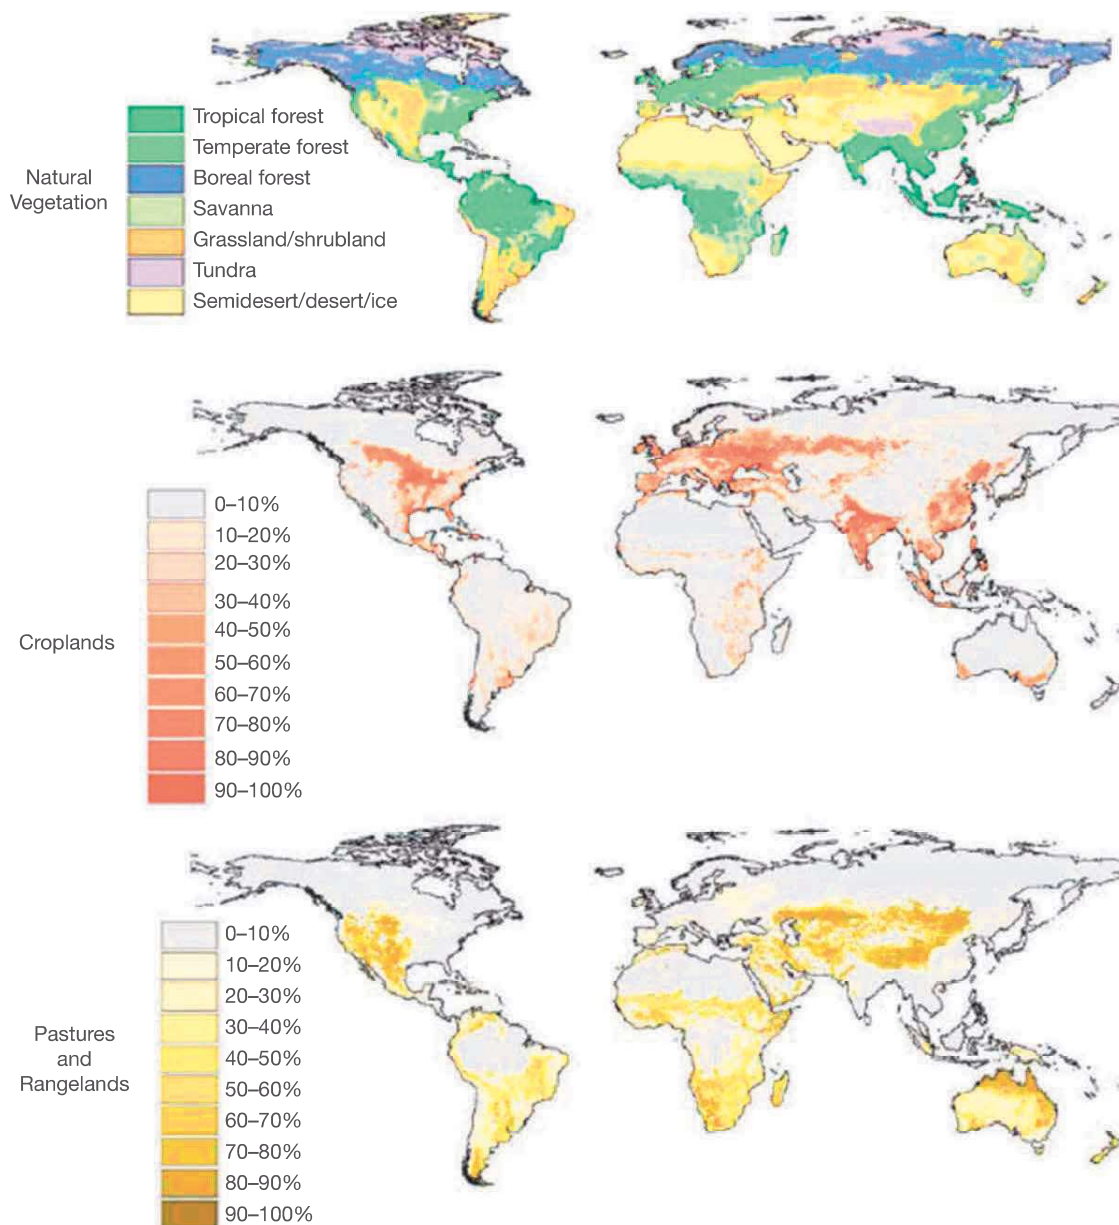 Natural
Vegetation
Tropical forest
Temperate forest
Boreal forest
Savanna
Grassland/shrubland
Tundra
Semidesert/desert/ice
Croplands
0–10%
10–20%
20–30%
30–40%
40–50%
50–60%
60–70%
70–80%
80–90%
90–100%
Pastures
and
Rangelands
0–10%
10–20%
20–30%
30–40%
40–50%
50–60%
60–70%
70–80%
80–90%
90–100%